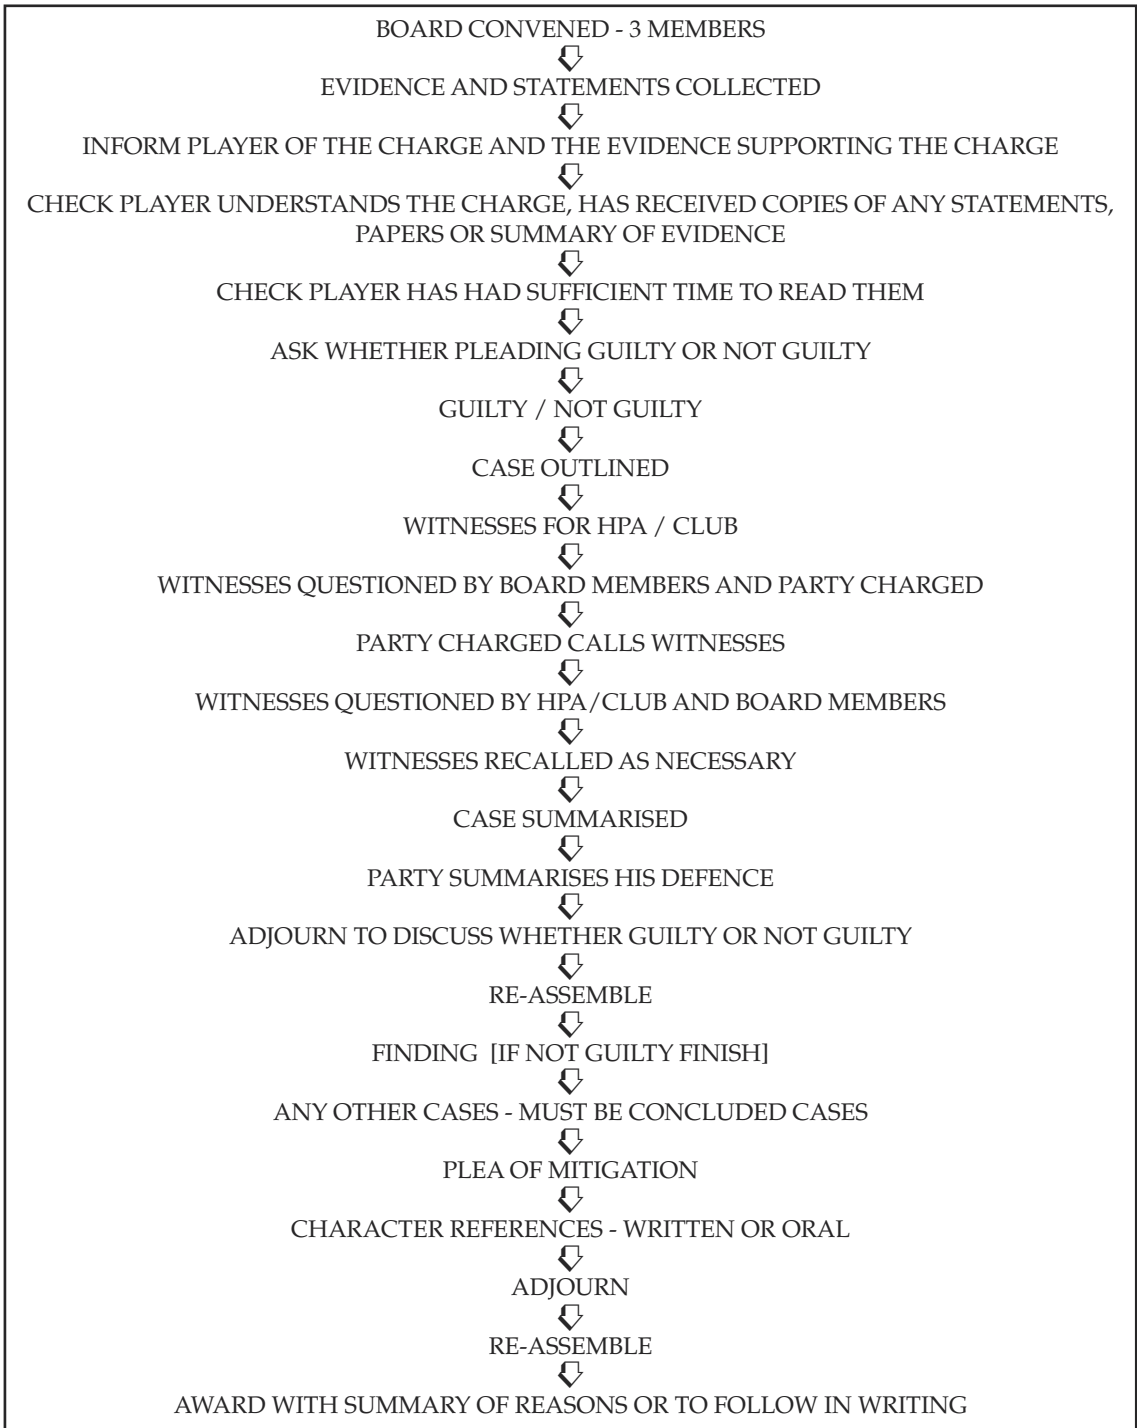 BOARD CONVENED - 3 MEMBERS
EVIDENCE AND STATEMENTS COLLECTED
INFORM PLAYER OF THE CHARGE AND THE EVIDENCE SUPPORTING THE CHARGE
CHECK PLAYER UNDERSTANDS THE CHARGE, HAS RECEIVED COPIES OF ANY STATEMENTS,
PAPERS OR SUMMARY OF EVIDENCE
CHECK PLAYER HAS HAD SUFFICIENT TIME TO READ THEM
ASK WHETHER PLEADING GUILTY OR NOT GUILTY
GUILTY / NOT GUILTY
CASE OUTLINED
WITNESSES FOR HPA / CLUB
WITNESSES QUESTIONED BY BOARD MEMBERS AND PARTY CHARGED
PARTY CHARGED CALLS WITNESSES
WITNESSES QUESTIONED BY HPA/CLUB AND BOARD MEMBERS
WITNESSES RECALLED AS NECESSARY
CASE SUMMARISED
PARTY SUMMARISES HIS DEFENCE
ADJOURN TO DISCUSS WHETHER GUILTY OR NOT GUILTY
RE-ASSEMBLE
FINDING [IF NOT GUILTY FINISH]
ANY OTHER CASES - MUST BE CONCLUDED CASES
PLEA OF MITIGATION
CHARACTER REFERENCES - WRITTEN OR ORAL
ADJOURN
RE-ASSEMBLE
AWARD WITH SUMMARY OF REASONS OR TO FOLLOW IN WRITING